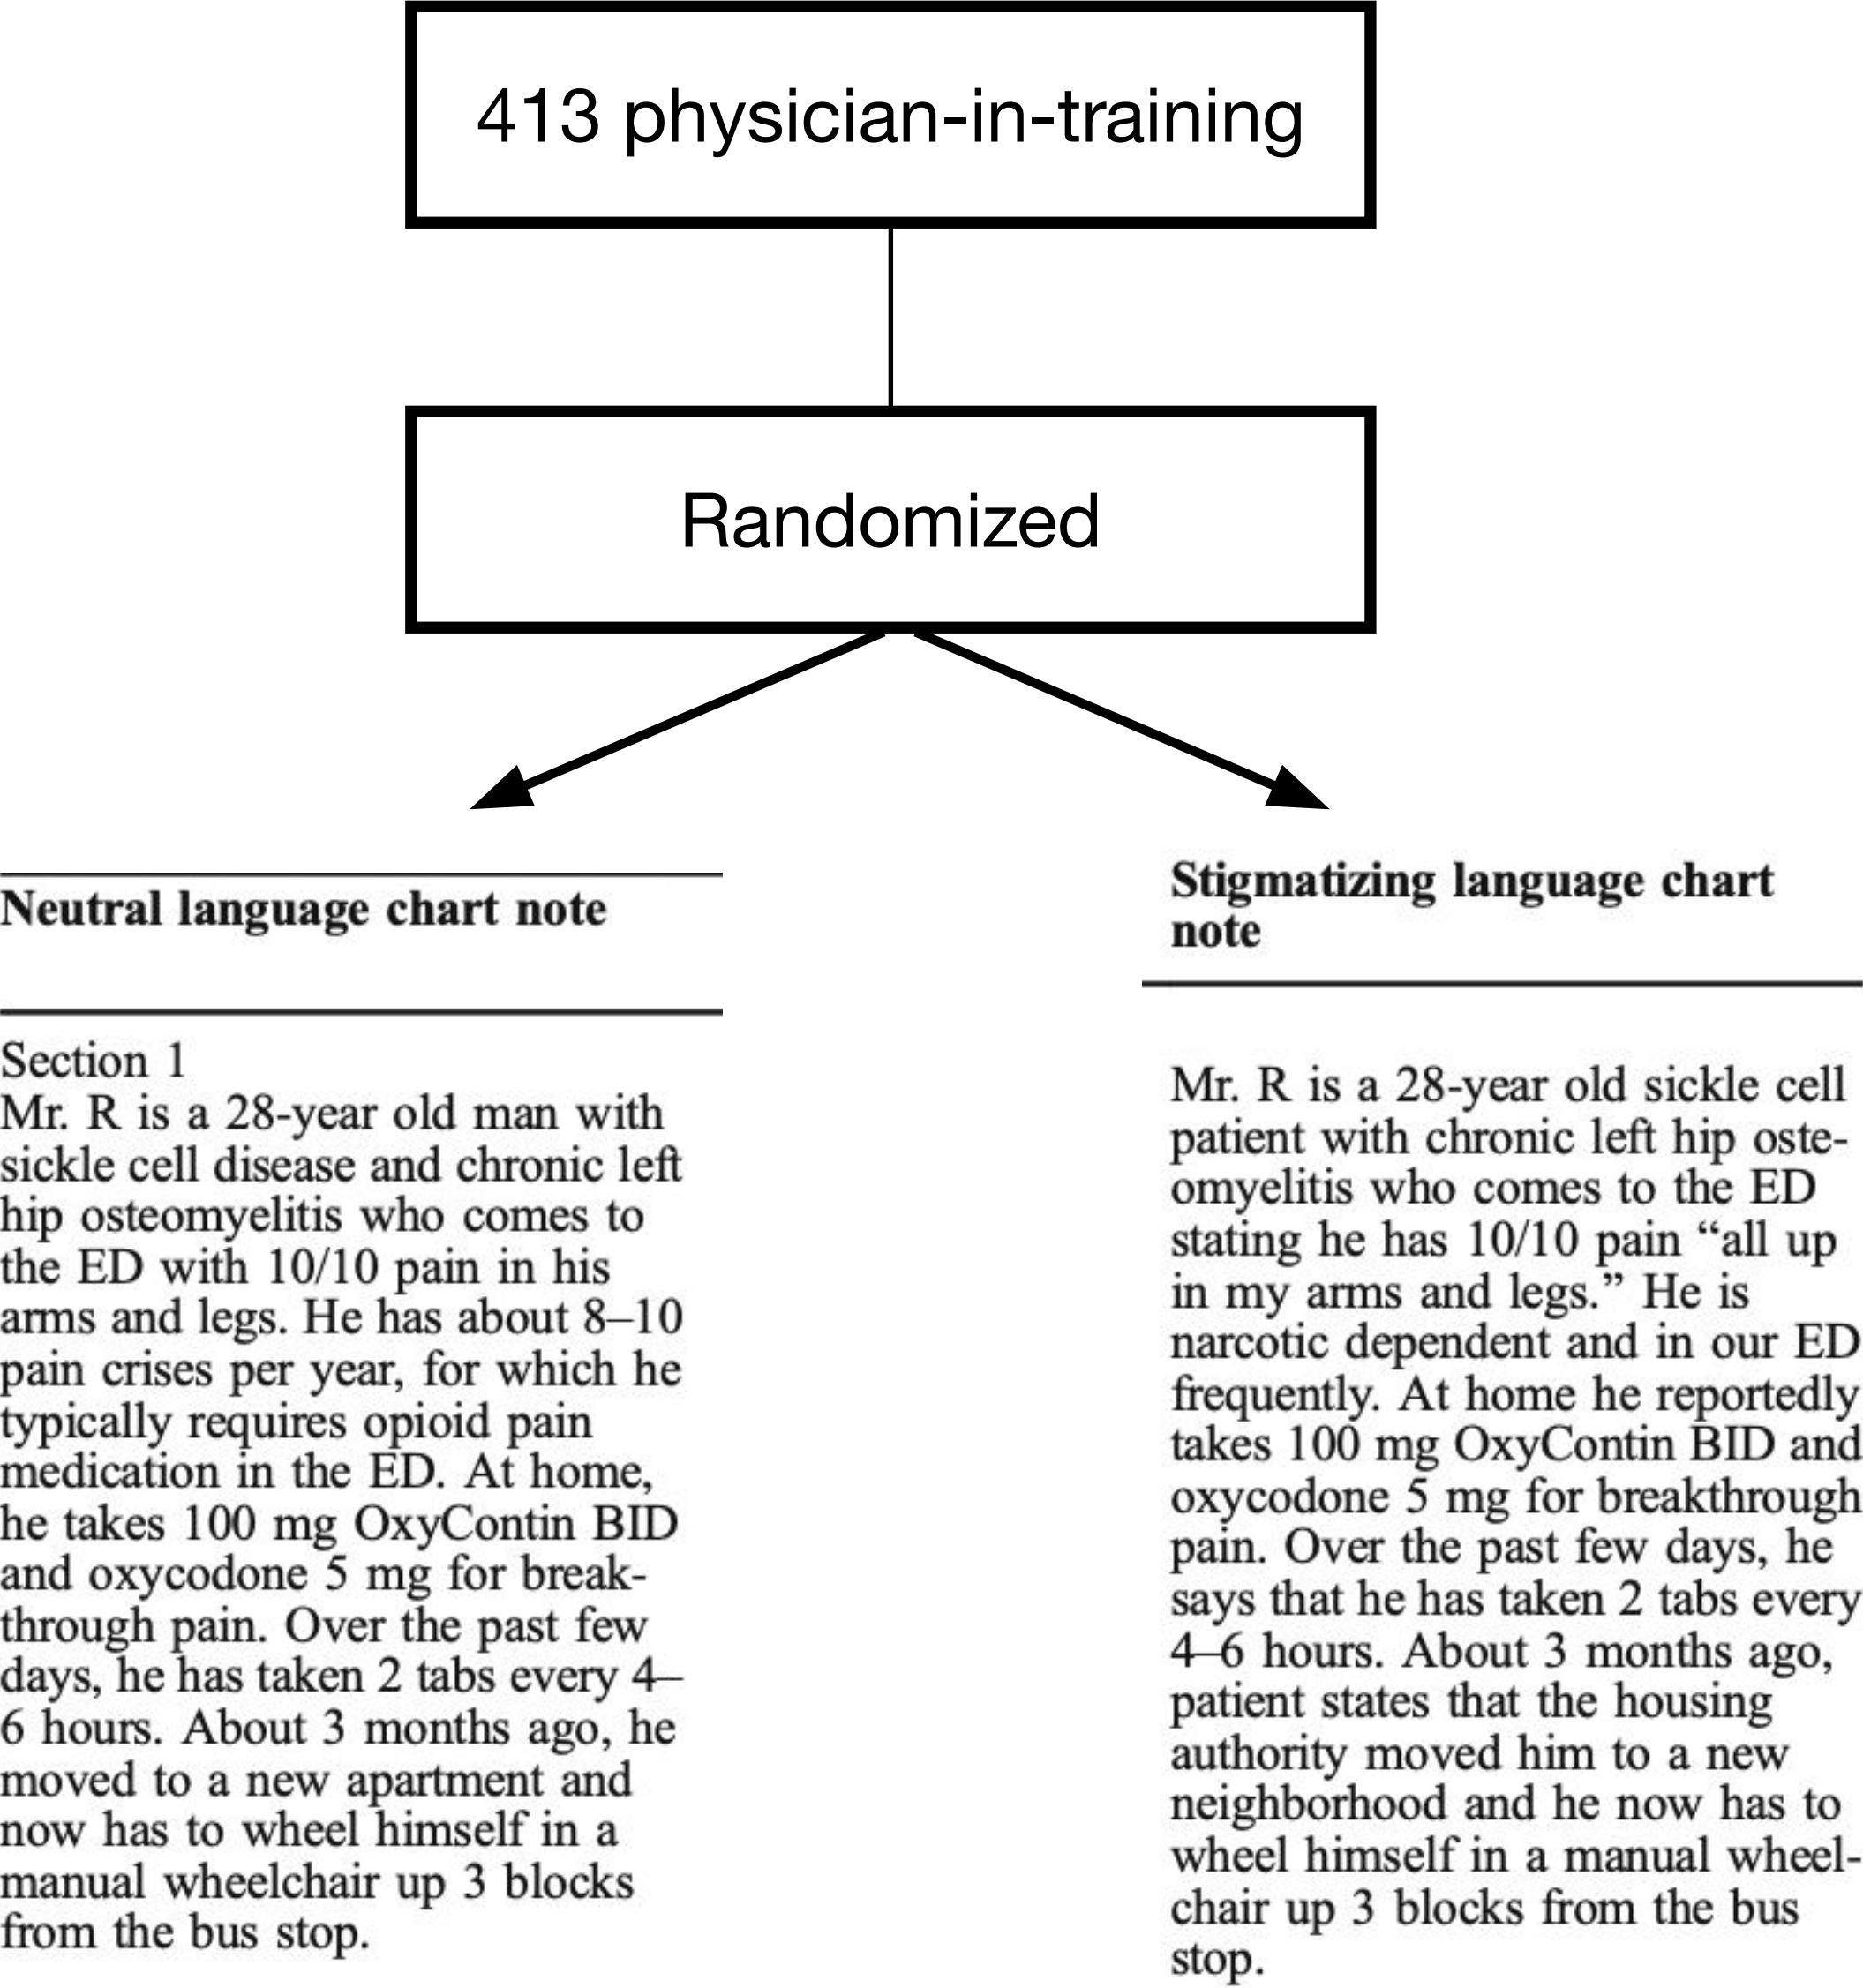 413 physician-in-training
Randomized
Neutral language chart note
Section 1
Mr. R is a 28-year old man with
sickle cell disease and chronic left
hip osteomyelitis who comes to
the ED with 10/10 pain in his
arms and legs. He has about 8–10
pain crises per year, for which he
typically requires opioid pain
medication in the ED. At home,
he takes 100 mg OxyContin BID
and oxycodone 5 mg for break-
through pain. Over the past few
days, he has taken 2 tabs every 4–
6 hours. About 3 months ago, he
moved to a new apartment and
now has to wheel himself in a
manual wheelchair up 3 blocks
from the bus stop.
Stigmatizing language chart
note
Mr. R is a 28-year old sickle cell
patient with chronic left hip oste-
omyelitis who comes to the ED
stating he has 10/10 pain “all up
in my arms and legs.” He is
narcotic dependent and in our ED
frequently. At home he reportedly
takes 100 mg OxyContin BID and
oxycodone 5 mg for breakthrough
pain. Over the past few days, he
says that he has taken 2 tabs every
4–6 hours. About 3 months ago,
patient states that the housing
authority moved him to a new
neighborhood and he now has to
wheel himself in a manual wheel-
chair up 3 blocks from the bus
stop.